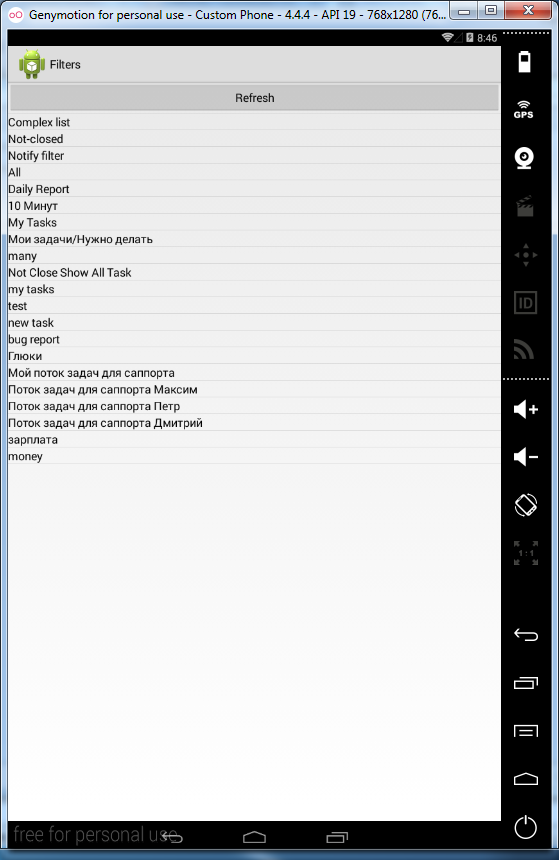 Genymotion for personal use - Custom Phone - 4.4.4 - API 19 - 768x1280 (76...
8:46
Filters
Refresh
GPS
Complex list
Not-closed
Notify filter
All
Daily Report
10 Минут
My Tasks
Мои задачи/Нужно делать
many
Not Close Show All Task
my tasks
ID
test
new task
bug report
Глюки
Мой поток задач для саппорта
Поток задач для саппорта Максим
Поток задач для саппорта Петр
Поток задач для саппорта Дмитрий
зарплата
money
1:1
free for personal use